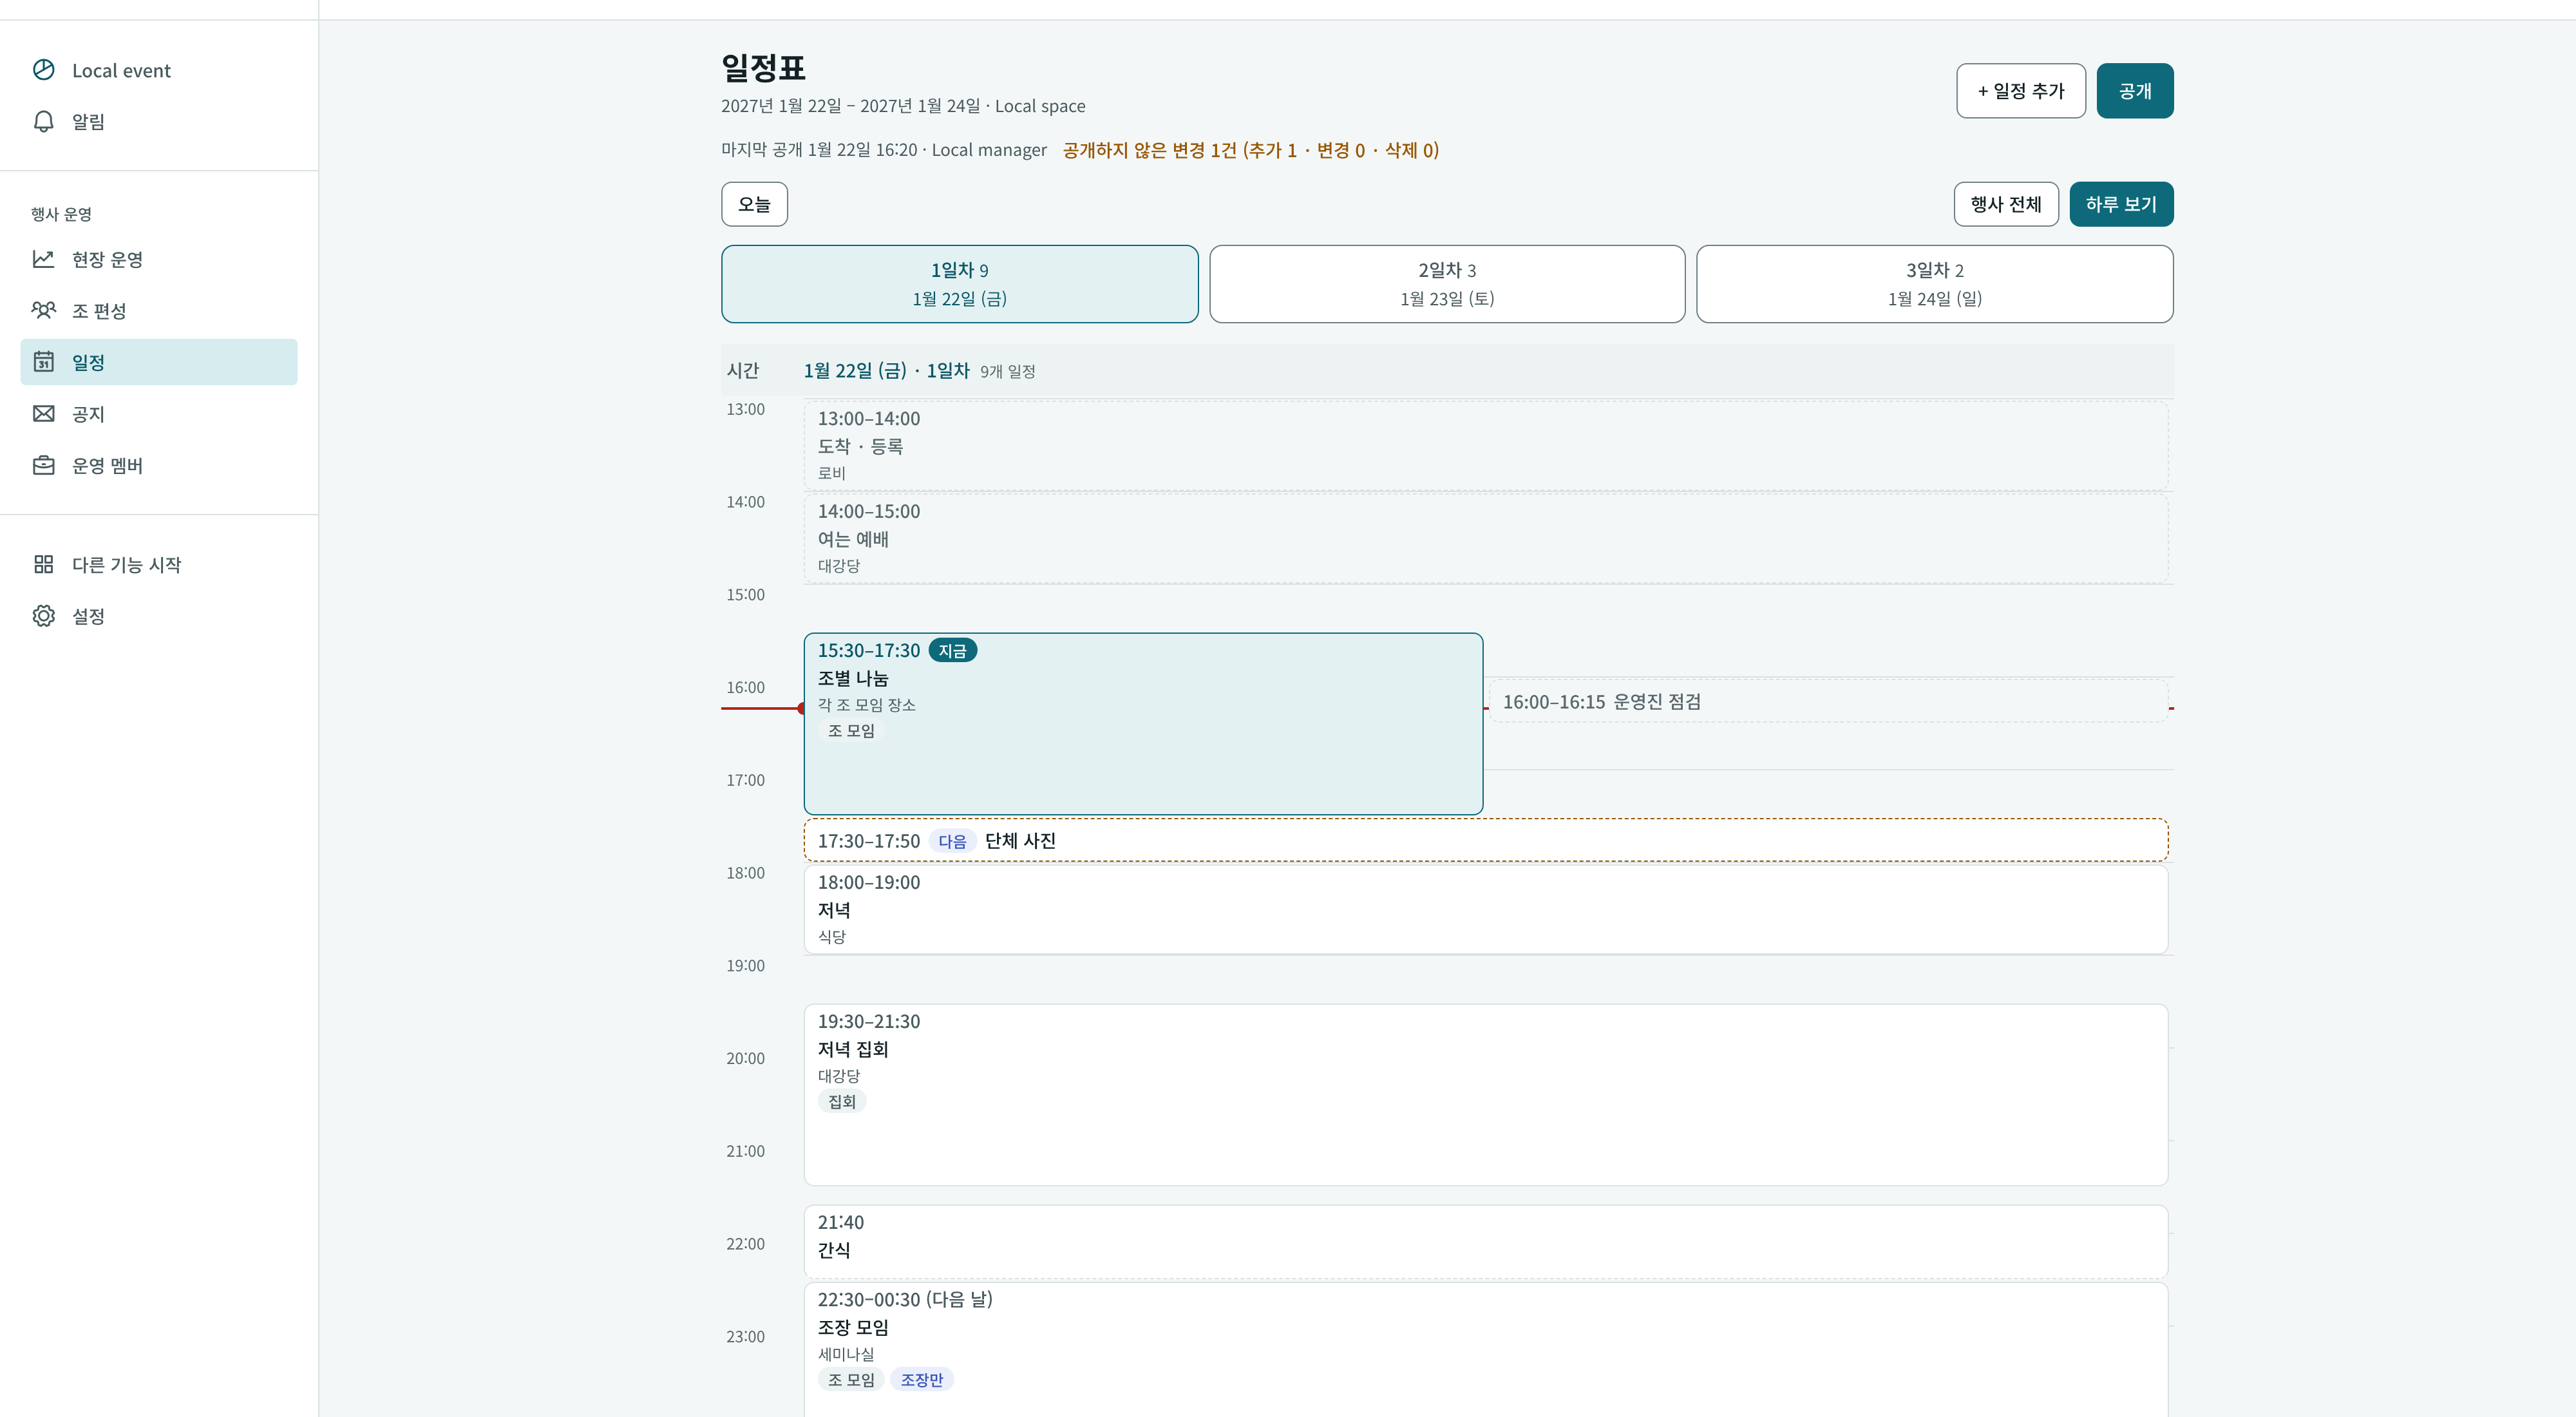 Local event
알림
행사 운영
현장 운영
조 편성
일정
공지
운영 멤버
다른 기능 시작
설정
일정표
2027년 1월 22일 – 2027년 1월 24일 · Local space
+ 일정 추가
공개
마지막 공개 1월 22일 16:20 · Local manager 공개하지 않은 변경 1건 (추가 1 · 변경 0 · 삭제 0)
오늘
행사 전체
하루 보기
1일차 9
1월 22일 (금)
2일차 3
1월 23일 (토)
3일차 2
1월 24일 (일)
시간
1월 22일 (금) · 1일차 9개 일정
13:00
13:00–14:00
도착 · 등록
로비
14:00
14:00–15:00
여는 예배
대강당
15:00
15:30–17:30 지금
조별 나눔
각 조 모임 장소
조 모임
16:00
16:00–16:15 운영진 점검
17:00
17:30–17:50 다음 단체 사진
18:00
18:00–19:00
저녁
식당
19:00
19:30–21:30
저녁 집회
대강당
집회
20:00
21:00
21:40
간식
22:00
22:30–00:30 (다음 날)
조장 모임
세미나실
조 모임 조장만
23:00